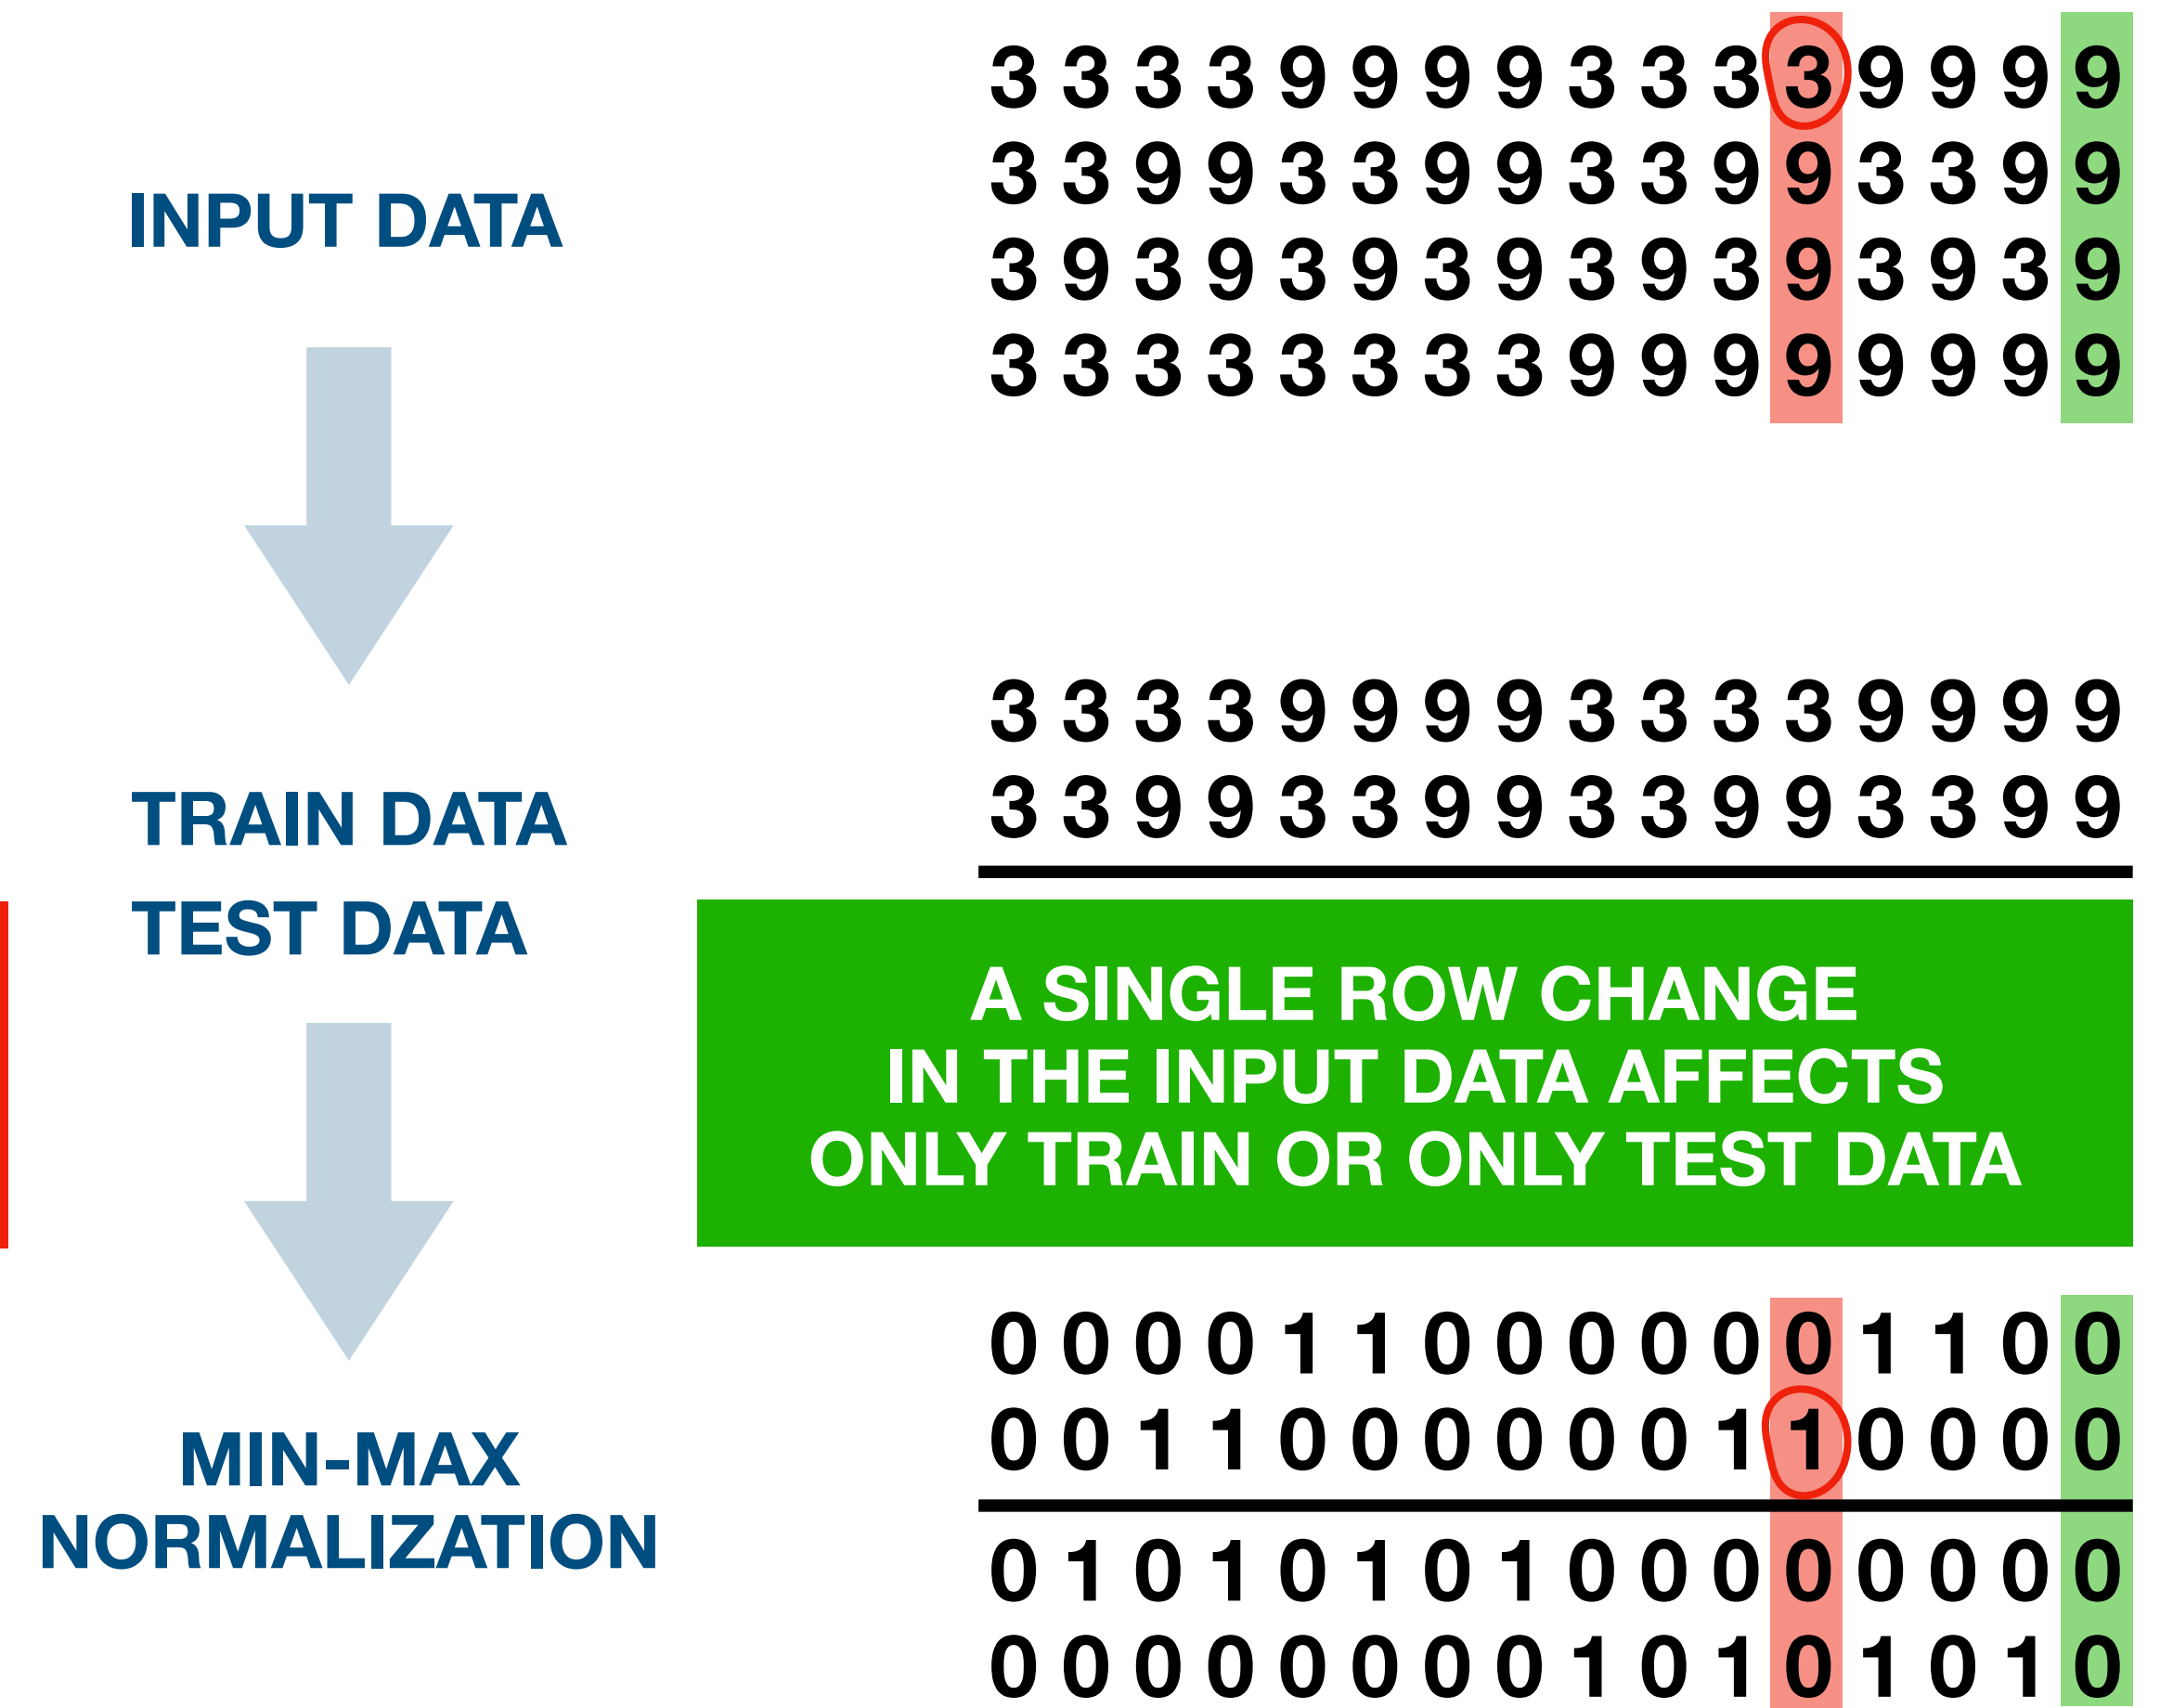 3 3 3 3 9 9 9 9 3 3 3 3 9 9 9 9
3 3 9 9 3 3 9 9 3 3 9 9 3 3 9 9
INPUT DATA
3 9 3 9 3 9 3 9 3 9 3 9 3 9 3 9
3 3 3 3 3 3 3 3 9 9 9 9 9 9 9 9
3 3 3 3 9 9 9 9 3 3 3 3 9 9 9 9
3 3 9 9 3 3 9 9 3 3 9 9 3 3 9 9
TRAIN DATA
TEST DATA
A SINGLE ROW CHANGE
IN THE INPUT DATA AFFECTS
ONLY TRAIN OR ONLY TEST DATA
0 0 0 0 1 1 0 0 0 0 0 0 1 1 0 0
0 0 1 1 0 0 0 0 0 0 1 1 0 0 0 0
MIN-MAX
NORMALIZATION
0 1 0 1 0 1 0 1 0 0 0 0 0 0 0 0
0 0 0 0 0 0 0 0 1 0 1 0 1 0 1 0